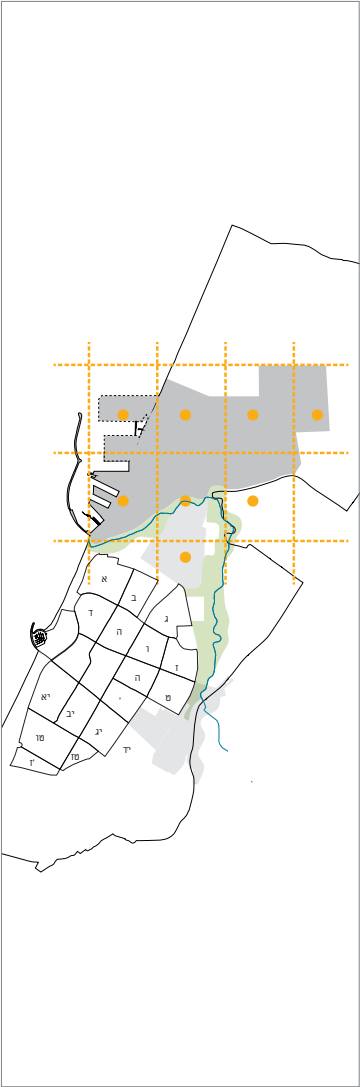 א
ב
ג
ד
ה
ו
ז
ה
ט
י
יא
יב
יג
יד
טו
טז
יז